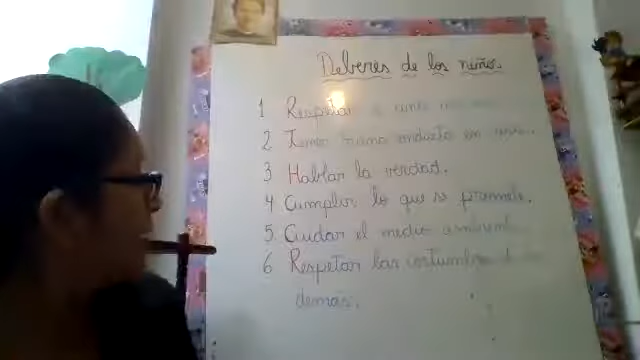 Deberes de los niños.
1 Respetar a
2 Tener buena conducta en
3 Hablar la verdad.
4 Cumplir lo que se promete.
5 Cuidar el medio ambiente
6 Respetar las costumbres
demás.